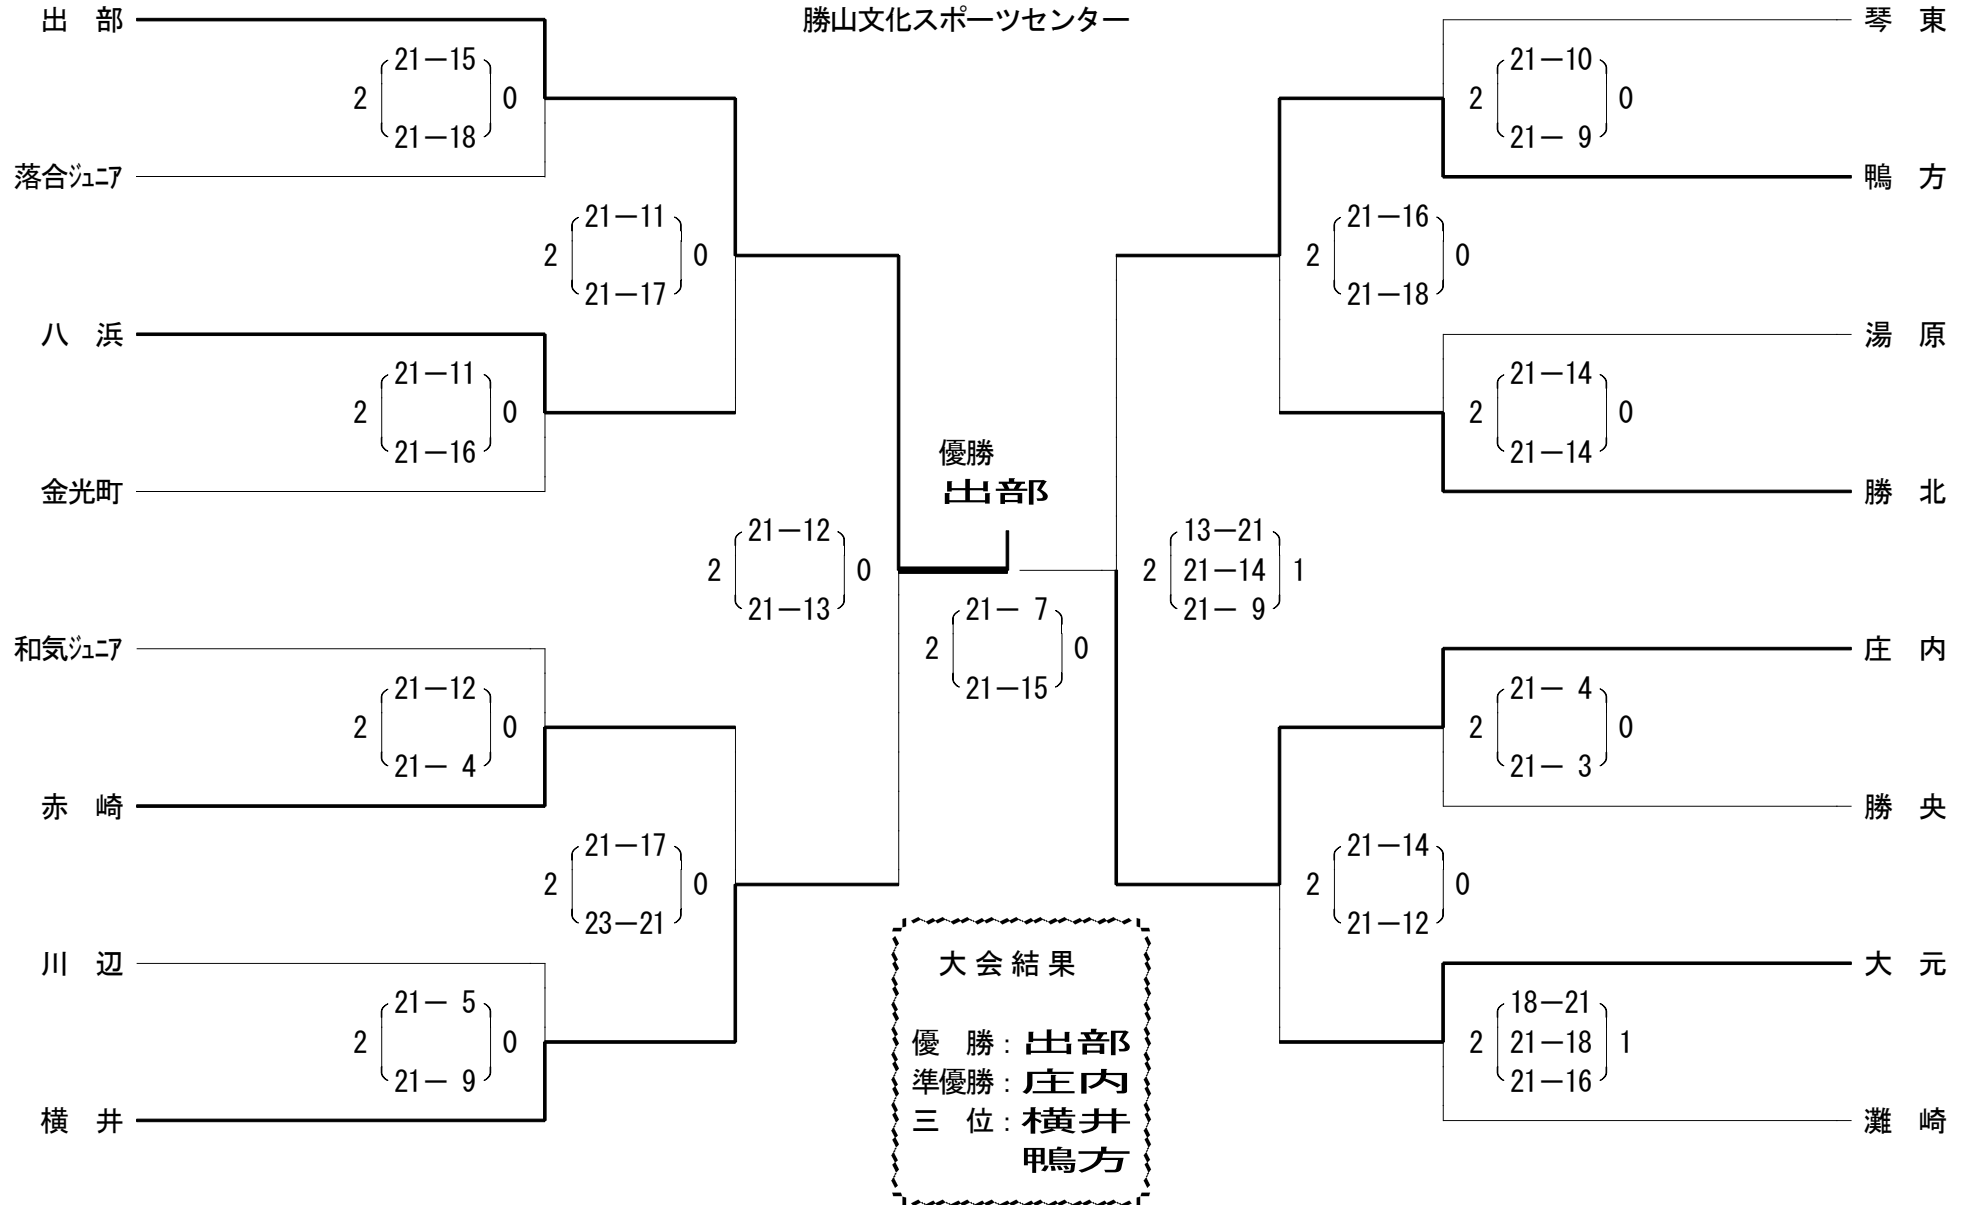 出　部
勝山文化スポーツセンター
琴　東
21－15
2　0
21－18
21－10
2　0
21－ 9
落合ｼﾞｭﾆｱ
鴨　方
21－11
2　0
21－17
21－16
2　0
21－18
八　浜
湯　原
21－11
2　0
21－16
21－14
2　0
21－14
優勝
出部
金光町
勝　北
21－12
2　0
21－13
13－21
2　21－14　1
21－ 9
21－ 7
2　0
21－15
和気ｼﾞｭﾆｱ
庄　内
21－12
2　0
21－ 4
21－ 4
2　0
21－ 3
赤　崎
勝　央
21－17
2　0
23－21
21－14
2　0
21－12
川　辺
大　元
21－ 5
2　0
21－ 9
18－21
2　21－18　1
21－16
横　井
灘　崎
大会結果
優　勝：出部
準優勝：庄内
三　位：横井
鴨方